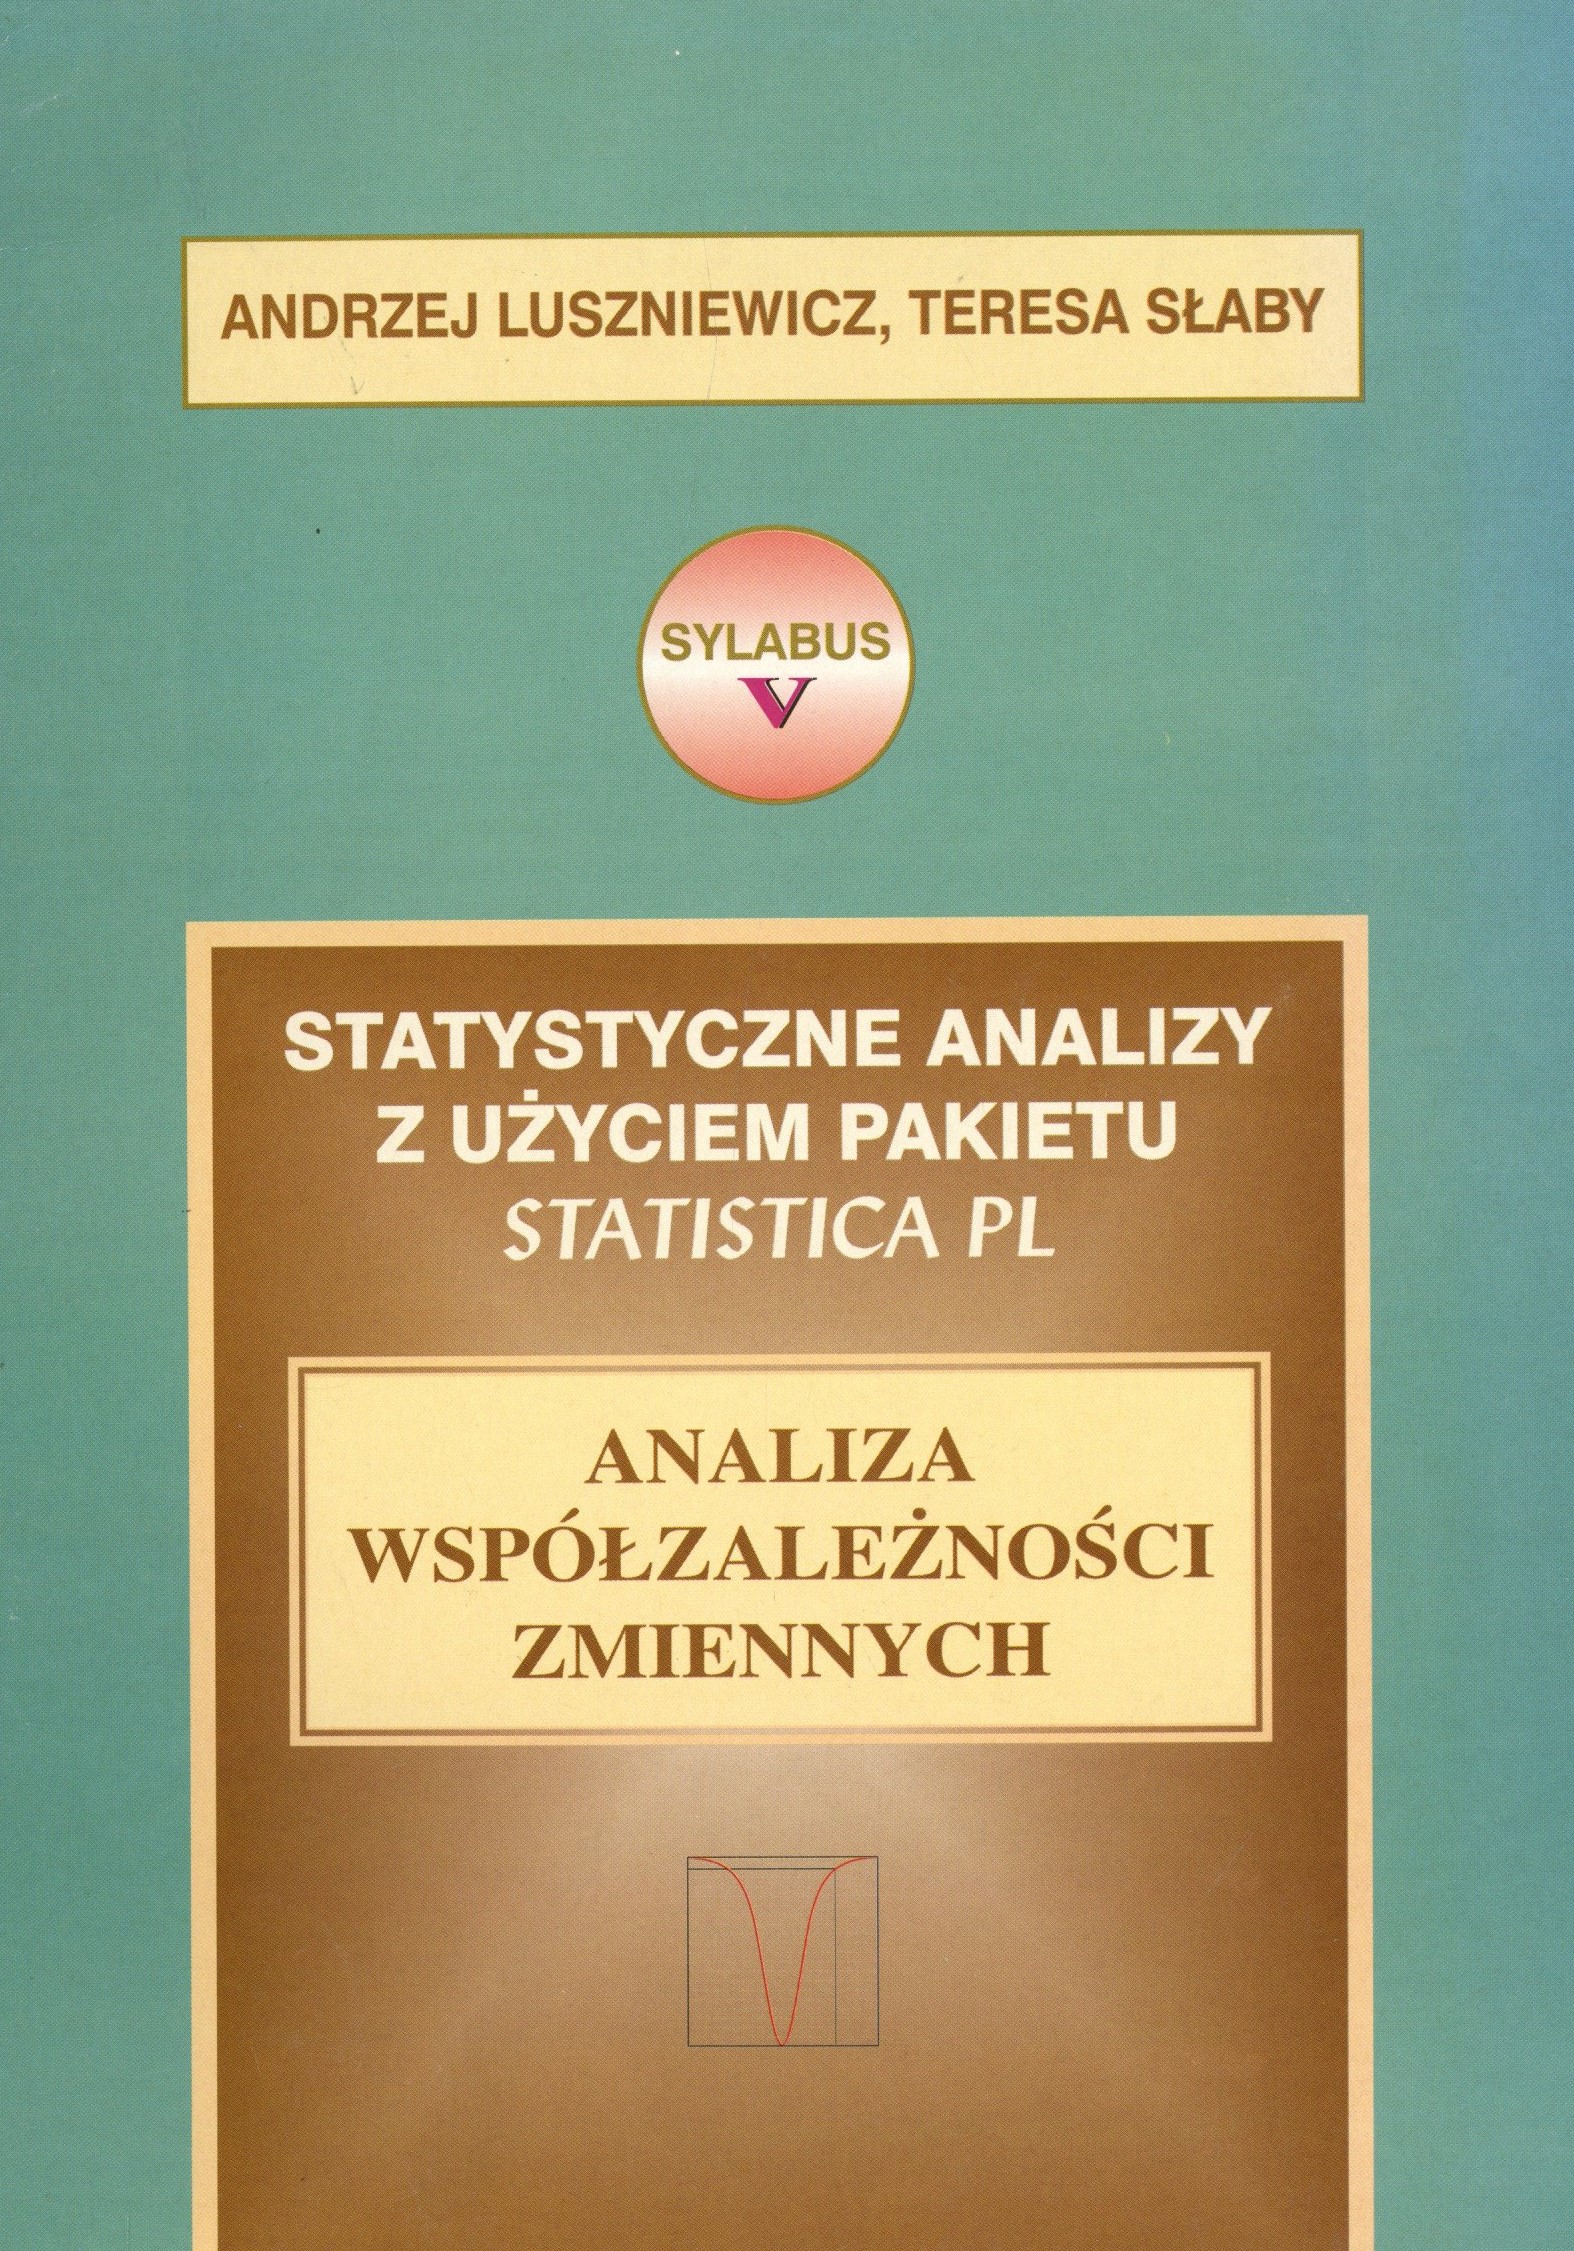 ANDRZEJ LUSZNIEWICZ, TERESA SŁABY
SYLABUS
V
STATYSTYCZNE ANALIZY
Z UŻYCIEM PAKIETU
STATISTICA PL
ANALIZA
WSPÓŁZALEŻNOŚCI
ZMIENNYCH